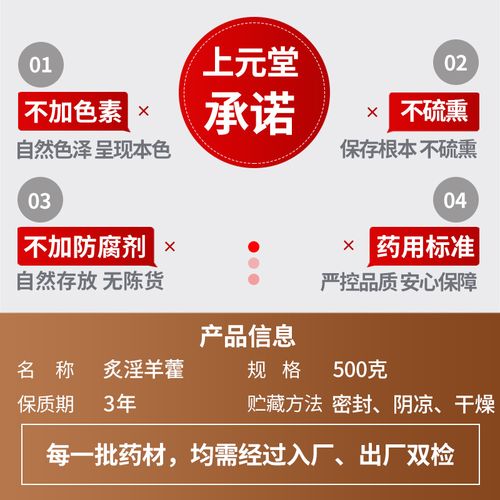 上元堂
承诺
01
不加色素 ×
自然色泽 呈现本色
02
× 不硫熏
保存根本 不硫熏
03
不加防腐剂 ×
自然存放 无陈货
04
× 药用标准
严控品质 安心保障
产品信息
名 称 炙淫羊藿
规 格 500克
保质期 3年
贮藏方法 密封、阴凉、干燥
每一批药材，均需经过入厂、出厂双检